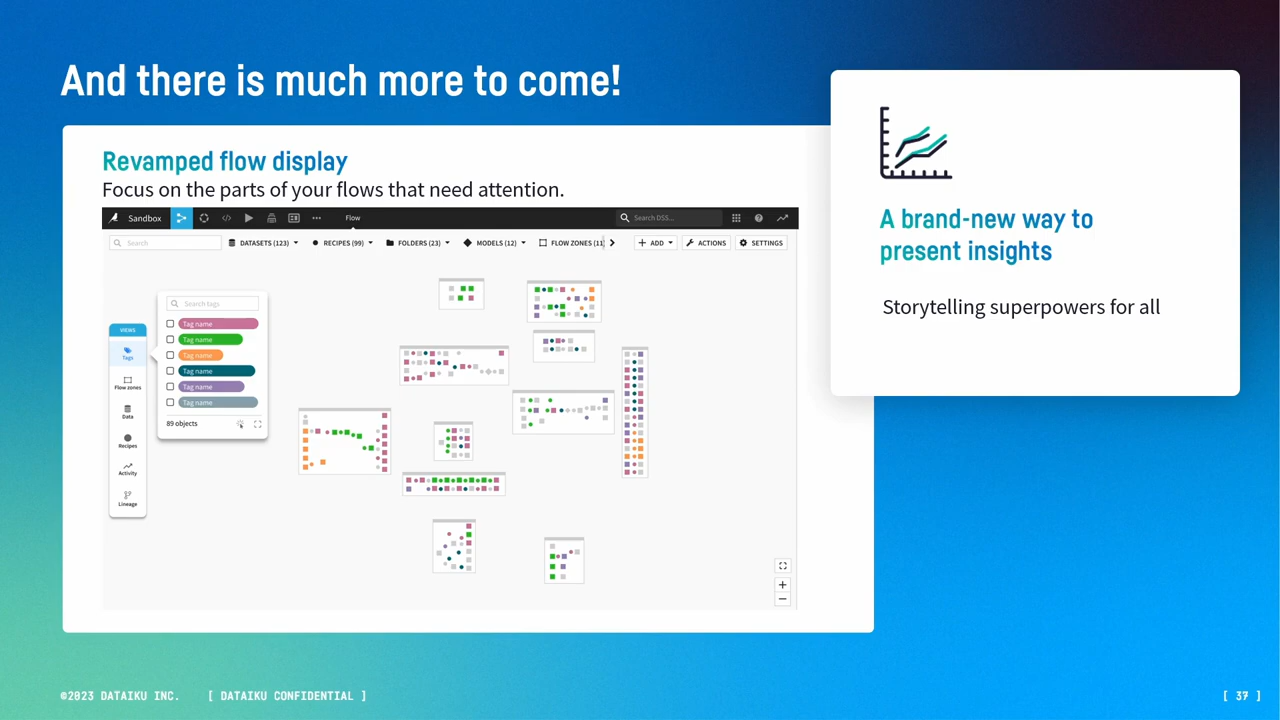 And there is much more to come!
Revamped flow display
Focus on the parts of your flows that need attention.
Sandbox
Flow
Search DSS...
Search
DATASETS (123)
RECIPES (99)
FOLDERS (23)
MODELS (12)
FLOW ZONES (11
ADD
ACTIONS
SETTINGS
VIEWS
Tags
Flow zones
Data
Recipes
Activity
Lineage
Search tags
Tag name
Tag name
Tag name
Tag name
Tag name
Tag name
89 objects
A brand-new way to
present insights
Storytelling superpowers for all
©2023 DATAIKU INC. [ DATAIKU CONFIDENTIAL ]
[ 37 ]